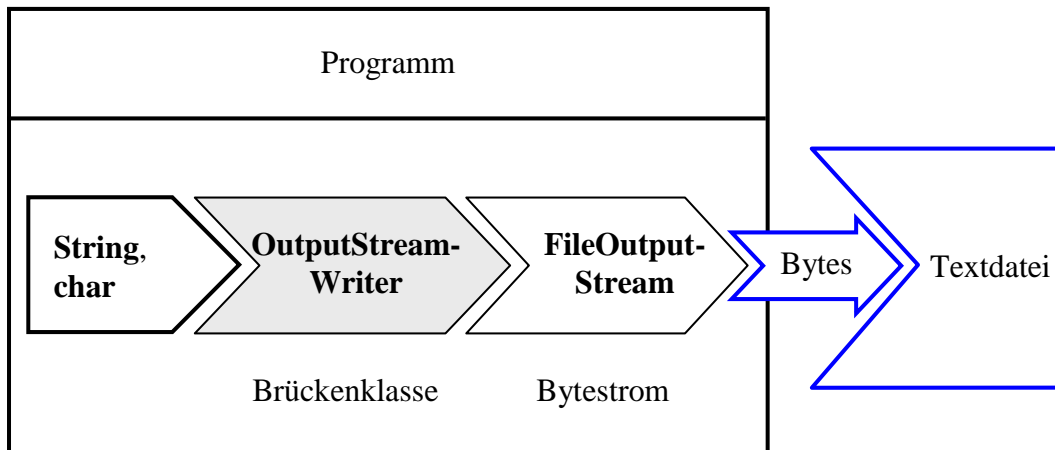 Programm
String,
char
OutputStream-
Writer
FileOutput-
Stream
Bytes
Textdatei
Brückenklasse
Bytestrom